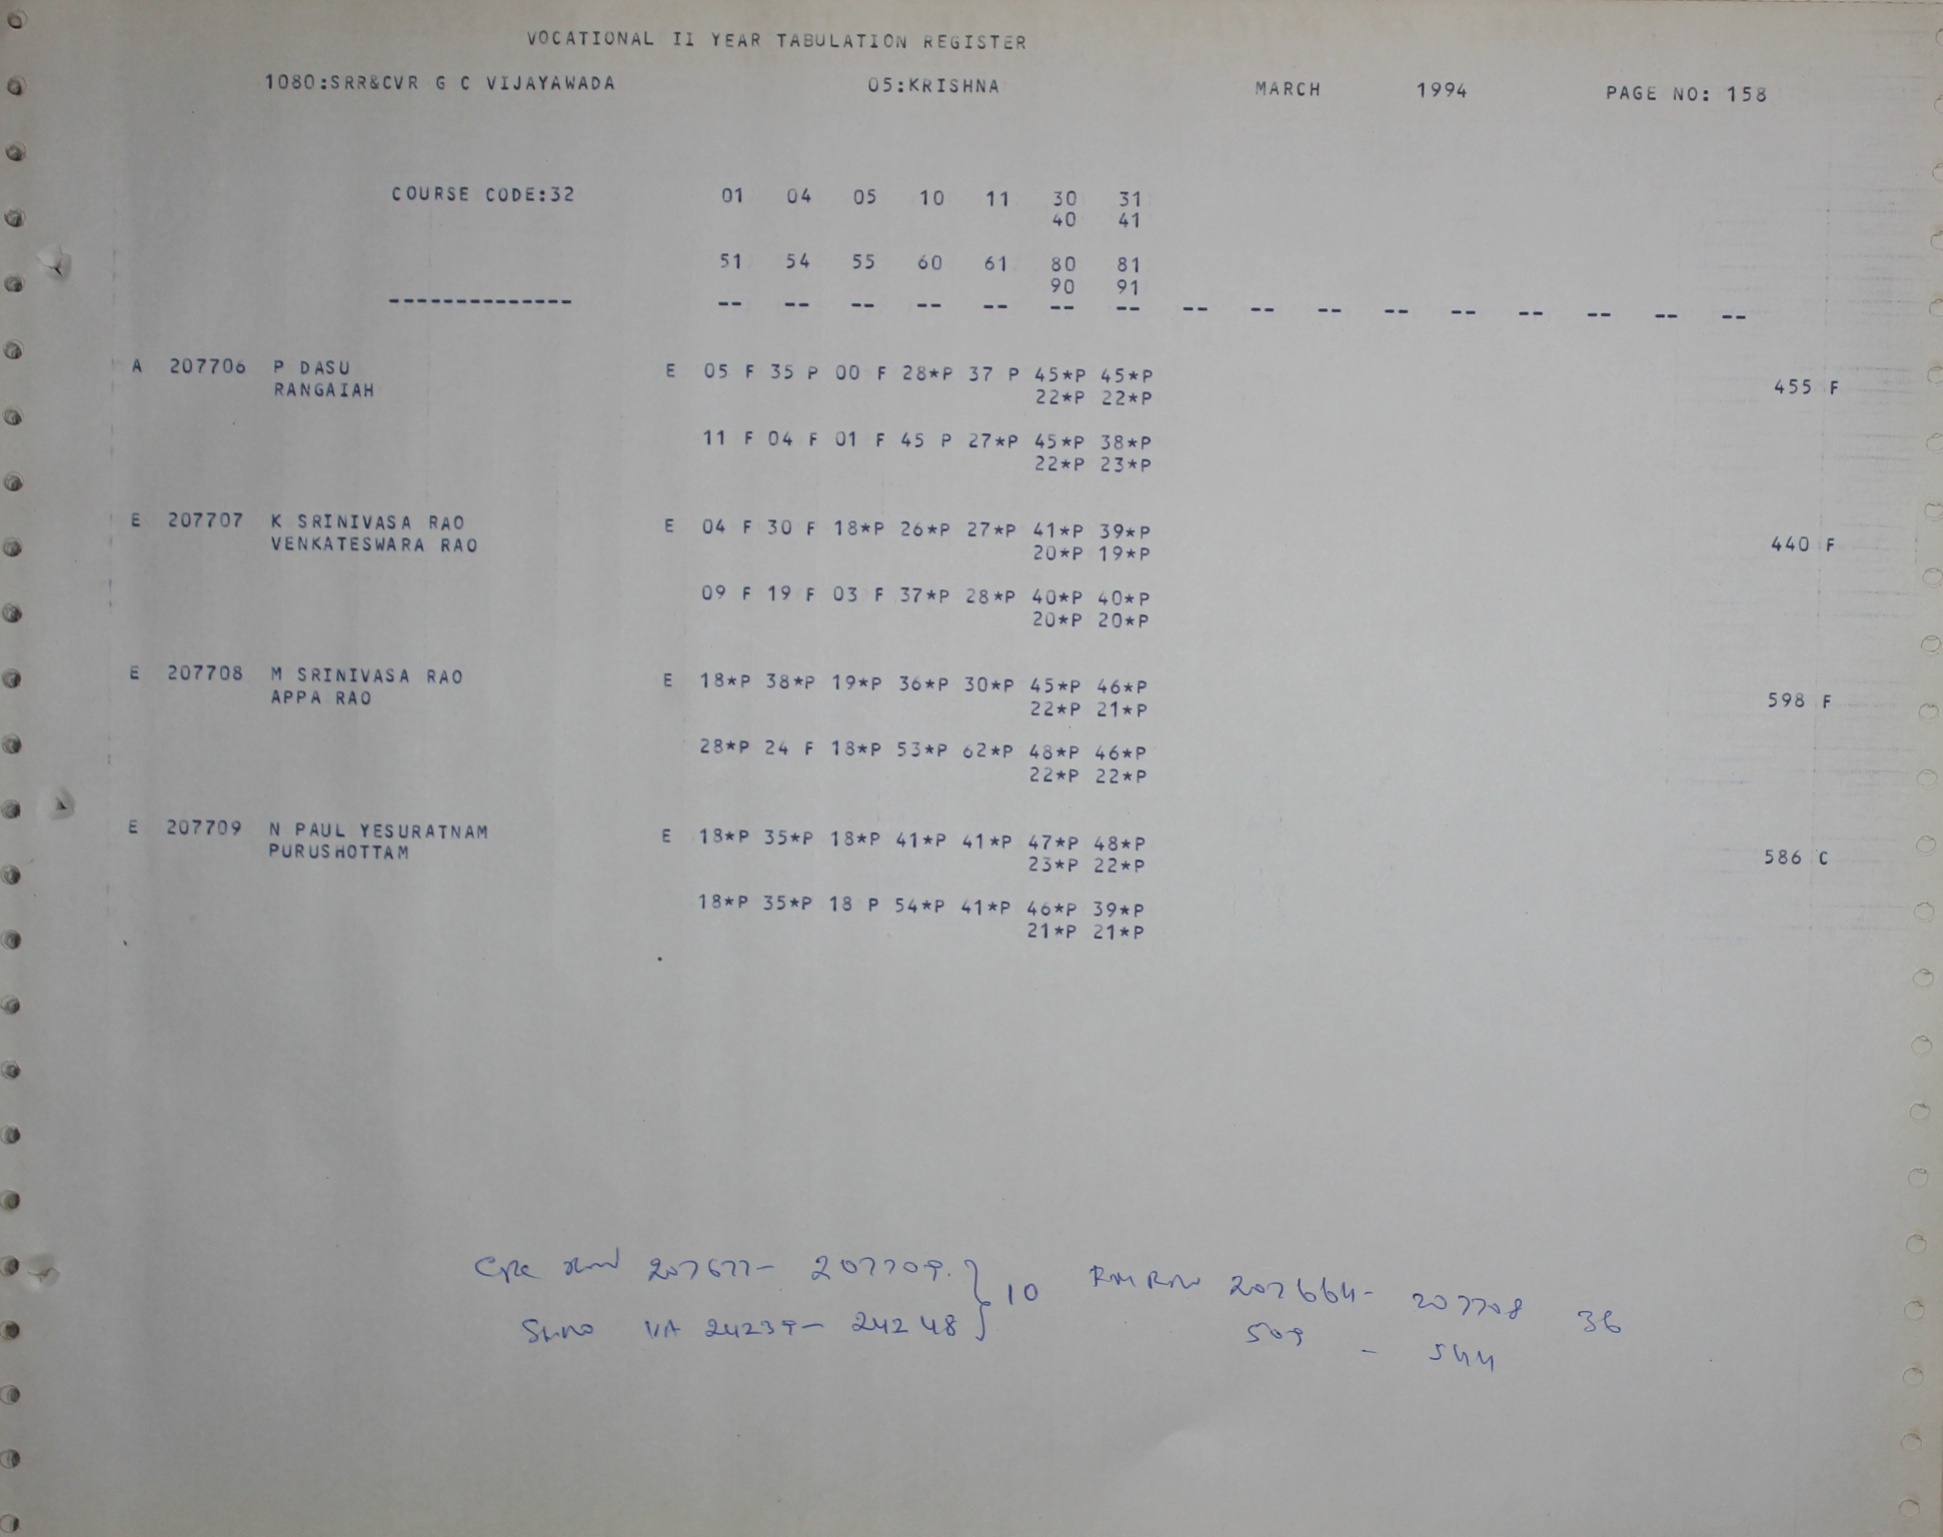 VOCATIONAL II YEAR TABULATION REGISTER
1080:SRR&CVR G C VIJAYAWADA 05:KRISHNA MARCH 1994 PAGE NO: 158
COURSE CODE:32 01 04 05 10 11 30 31
40 41
51 54 55 60 61 80 81
90 91
-------------- -- -- -- -- -- -- -- -- -- -- -- -- -- -- -- --
A 207706 P DASU E 05 F 35 P 00 F 28*P 37 P 45*P 45*P
RANGAIAH 22*P 22*P 455 F
11 F 04 F 01 F 45 P 27*P 45*P 38*P
22*P 23*P
E 207707 K SRINIVASA RAO E 04 F 30 F 18*P 26*P 27*P 41*P 39*P
VENKATESWARA RAO 20*P 19*P 440 F
09 F 19 F 03 F 37*P 28*P 40*P 40*P
20*P 20*P
E 207708 M SRINIVASA RAO E 18*P 38*P 19*P 36*P 30*P 45*P 46*P
APPA RAO 22*P 21*P 598 F
28*P 24 F 18*P 53*P 62*P 48*P 46*P
22*P 22*P
E 207709 N PAUL YESURATNAM E 18*P 35*P 18*P 41*P 41*P 47*P 48*P
PURUSHOTTAM 23*P 22*P 586 C
18*P 35*P 18 P 54*P 41*P 46*P 39*P
21*P 21*P
207677- 207709. } 10 207664- 207708 36
VA 24239- 24248 509 - 544